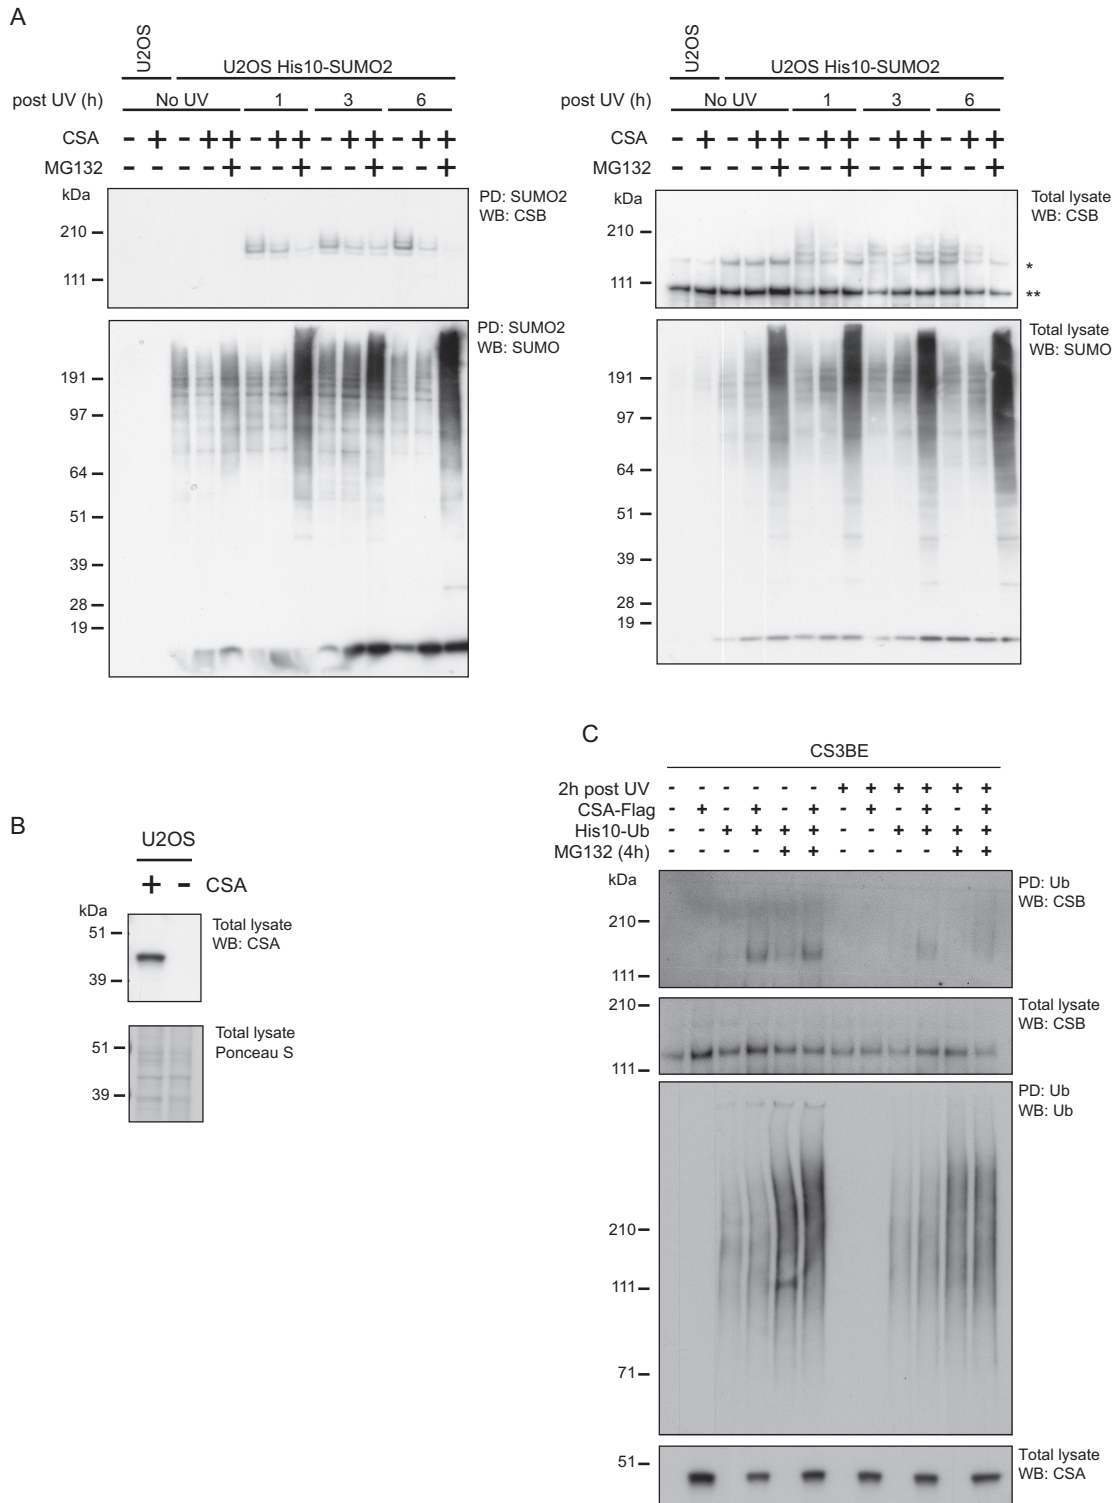 A
U2OS
U2OS His10-SUMO2
post UV (h)
No UV 1 3 6
CSA - + - + + - + + - + + - + +
MG132 - - - - + - - + - - + - - +
kDa
210
111
PD: SUMO2
WB: CSB
191
97
64
51
39
28
19
PD: SUMO2
WB: SUMO
U2OS
U2OS His10-SUMO2
post UV (h)
No UV 1 3 6
CSA - + - + + - + + - + + - + +
MG132 - - - - + - - + - - + - - +
kDa
210
111
Total lysate
WB: CSB
*
**
191
97
64
51
39
28
19
Total lysate
WB: SUMO
B
U2OS
+ - CSA
kDa
51
39
Total lysate
WB: CSA
51
39
Total lysate
Ponceau S
C
CS3BE
2h post UV - - - - - - + + + + + +
CSA-Flag - + - + - + - + - + - +
His10-Ub - - + + + + - - + + + +
MG132 (4h) - - - - + + - - - - + +
kDa
210
111
PD: Ub
WB: CSB
210
111
Total lysate
WB: CSB
210
111
71
PD: Ub
WB: Ub
51
Total lysate
WB: CSA